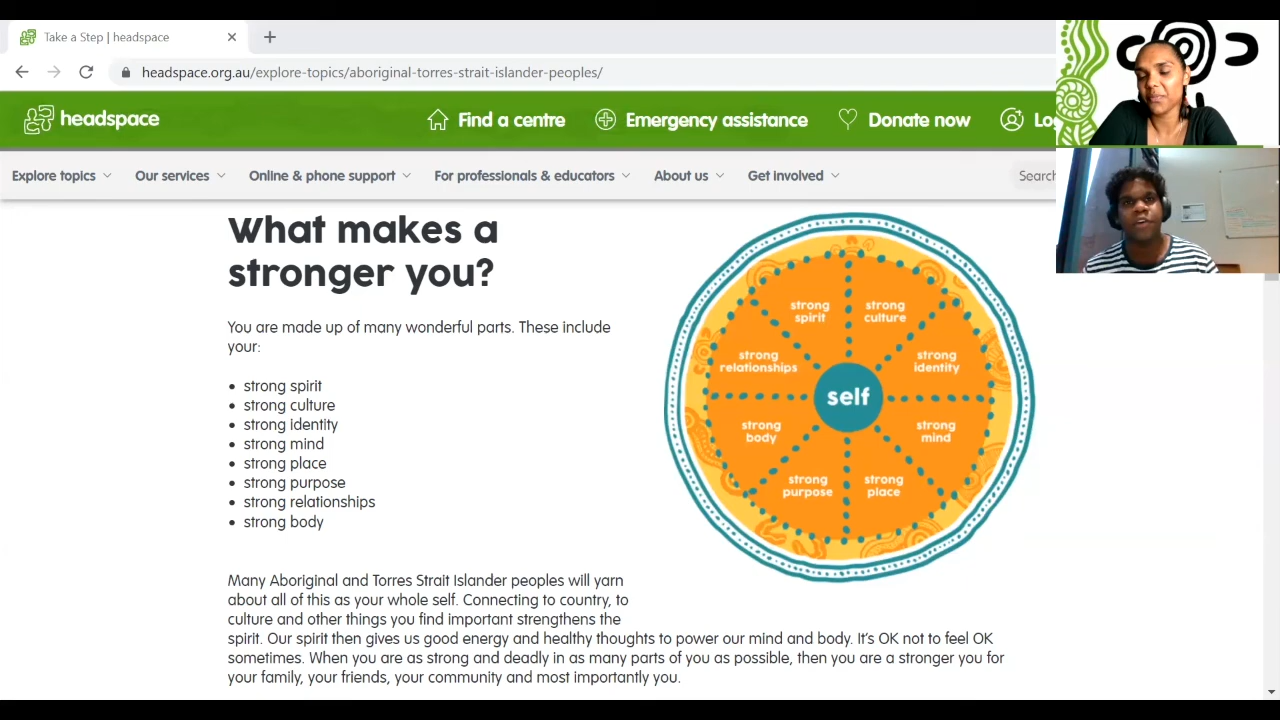 Take a Step | headspace
headspace.org.au/explore-topics/aboriginal-torres-strait-islander-peoples/
headspace
Find a centre
Emergency assistance
Donate now
Explore topics
Our services
Online & phone support
For professionals & educators
About us
Get involved
Search
What makes a
stronger you?
You are made up of many wonderful parts. These include
your:
strong spirit
strong culture
strong identity
strong mind
strong place
strong purpose
strong relationships
strong body
strong
spirit
strong
culture
strong
relationships
strong
identity
self
strong
body
strong
mind
strong
purpose
strong
place
Many Aboriginal and Torres Strait Islander peoples will yarn
about all of this as your whole self. Connecting to country, to
culture and other things you find important strengthens the
spirit. Our spirit then gives us good energy and healthy thoughts to power our mind and body. It's OK not to feel OK
sometimes. When you are as strong and deadly in as many parts of you as possible, then you are a stronger you for
your family, your friends, your community and most importantly you.